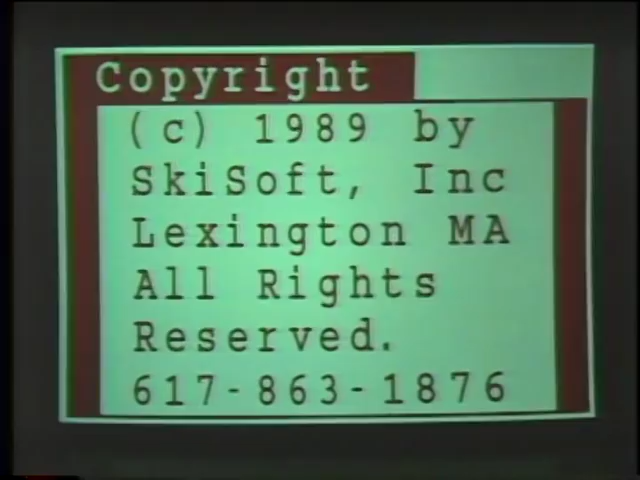 Copyright
(c) 1989 by
SkiSoft, Inc
Lexington MA
All Rights
Reserved.
617-863-1876